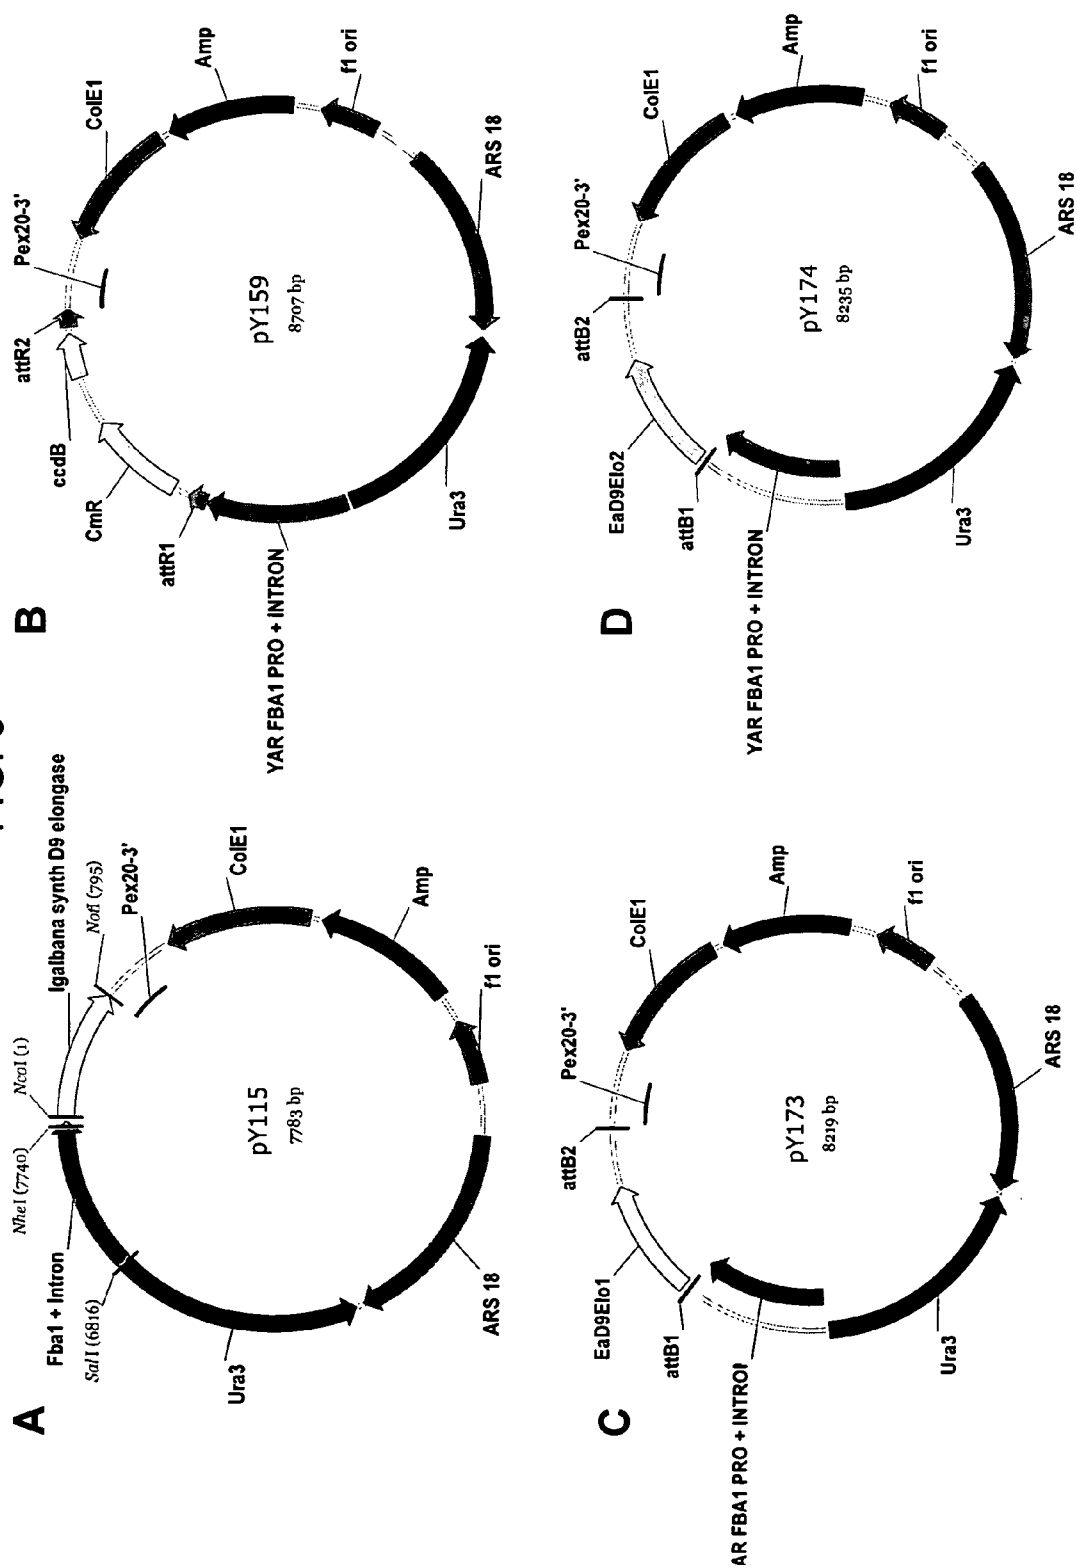 A
Fba1 + Intron
NheI (7740)
NcoI (1)
Igalbana synth D9 elongase
NotI (795)
Pex20-3'
SalI (6816)
ColE1
pY115
7783 bp
Amp
Ura3
f1 ori
ARS 18
B
attR2
Pex20-3'
ColE1
ccdB
Amp
CmR
attR1
pY159
8707 bp
f1 ori
YAR FBA1 PRO + INTRON
ARS 18
Ura3
C
attB2
Pex20-3'
ColE1
EaD9Elo1
Amp
attB1
pY173
8219 bp
f1 ori
AR FBA1 PRO + INTRO
Ura3
ARS 18
D
attB2
Pex20-3'
ColE1
EaD9Elo2
Amp
attB1
pY174
8235 bp
f1 ori
YAR FBA1 PRO + INTRON
Ura3
ARS 18